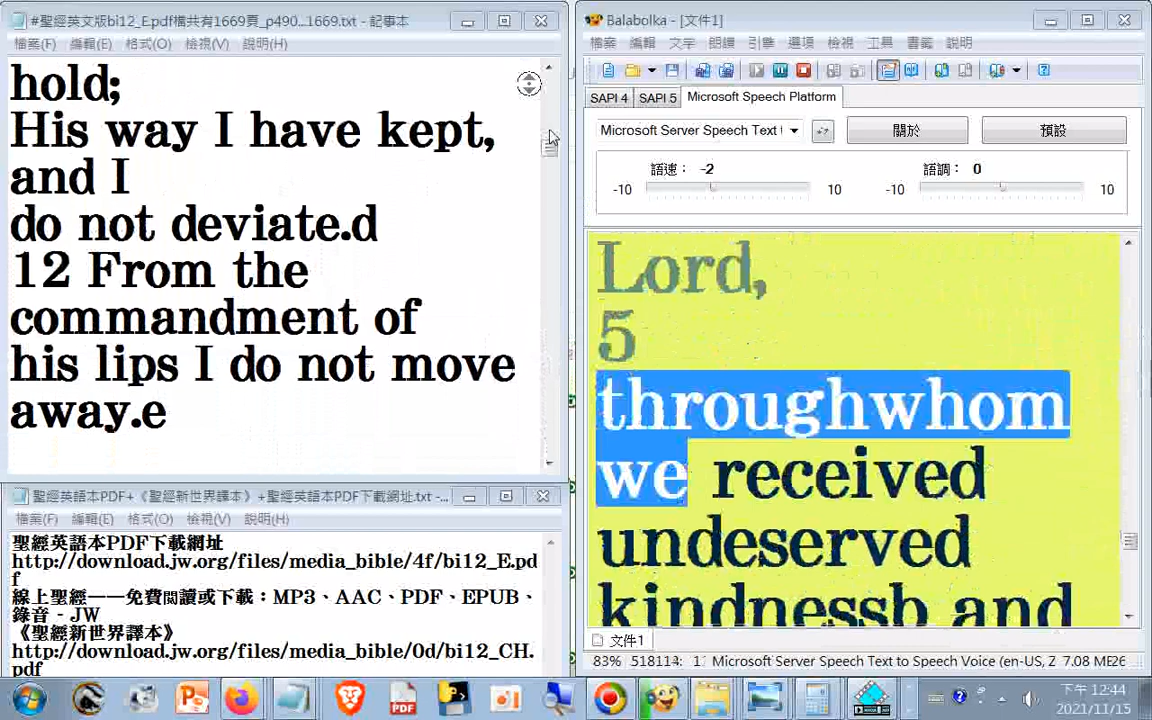 #聖經英文版bi12_E.pdf檔共有1669頁_p490...1669.txt - 記事本
檔案(F) 編輯(E) 格式(O) 檢視(V) 說明(H)
hold;
His way I have kept,
and I
do not deviate.d
12 From the
commandment of
his lips I do not move
away.e
聖經英語本PDF+《聖經新世界譯本》+聖經英語本PDF下載網址.txt - ...
檔案(F) 編輯(E) 格式(O) 檢視(V) 說明(H)
聖經英語本PDF下載網址
http://download.jw.org/files/media_bible/4f/bi12_E.pd
f
線上聖經——免費閱讀或下載：MP3、AAC、PDF、EPUB、
錄音 - JW
《聖經新世界譯本》
http://download.jw.org/files/media_bible/0d/bi12_CH.
pdf
Balabolka - [文件1]
檔案 編輯 文字 朗讀 引擎 選項 檢視 工具 書籤 說明
SAPI 4 SAPI 5 Microsoft Speech Platform
Microsoft Server Speech Text 關於 預設
語速： -2 語調： 0
-10 10 -10 10
Lord,
5
throughwhom
we received
undeserved
kindnessb and
文件1
83% 518114: Microsoft Server Speech Text to Speech Voice (en-US, Z 7.08 ME
下午 12:44
2021/11/15